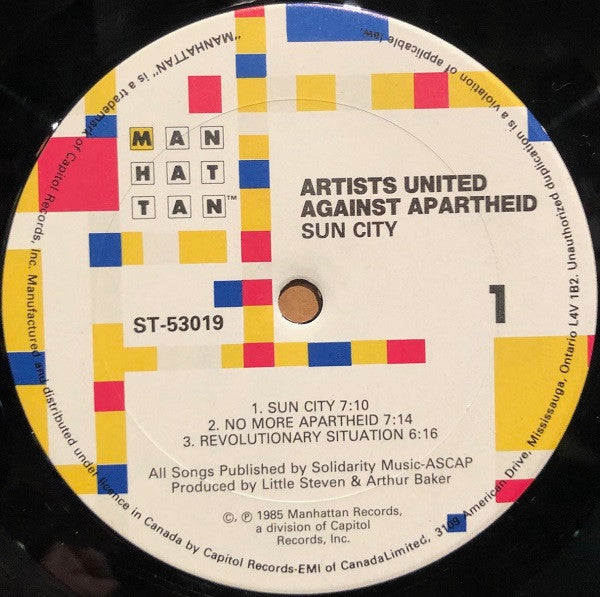 MAN
HAT
TAN™
ARTISTS UNITED
AGAINST APARTHEID
SUN CITY
ST-53019
1
1. SUN CITY 7:10
2. NO MORE APARTHEID 7:14
3. REVOLUTIONARY SITUATION 6:16
All Songs Published by Solidarity Music-ASCAP
Produced by Little Steven & Arthur Baker
©, ℗ 1985 Manhattan Records,
a division of Capitol
Records, Inc.
"MANHATTAN" is a trademark of Capitol Records, Inc. Manufactured and distributed under licence in Canada by Capitol Records-EMI of Canada Limited, 3109 American Drive, Mississauga, Ontario L4V 1B2. Unauthorized duplication is a violation of applicable law.